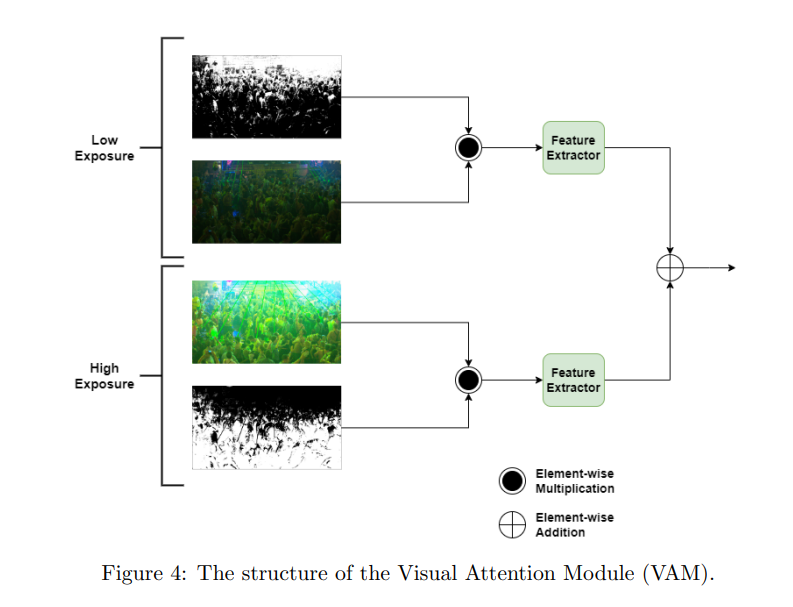 Low
Exposure
Feature
Extractor
High
Exposure
Feature
Extractor
Element-wise
Multiplication
Element-wise
Addition
Figure 4: The structure of the Visual Attention Module (VAM).